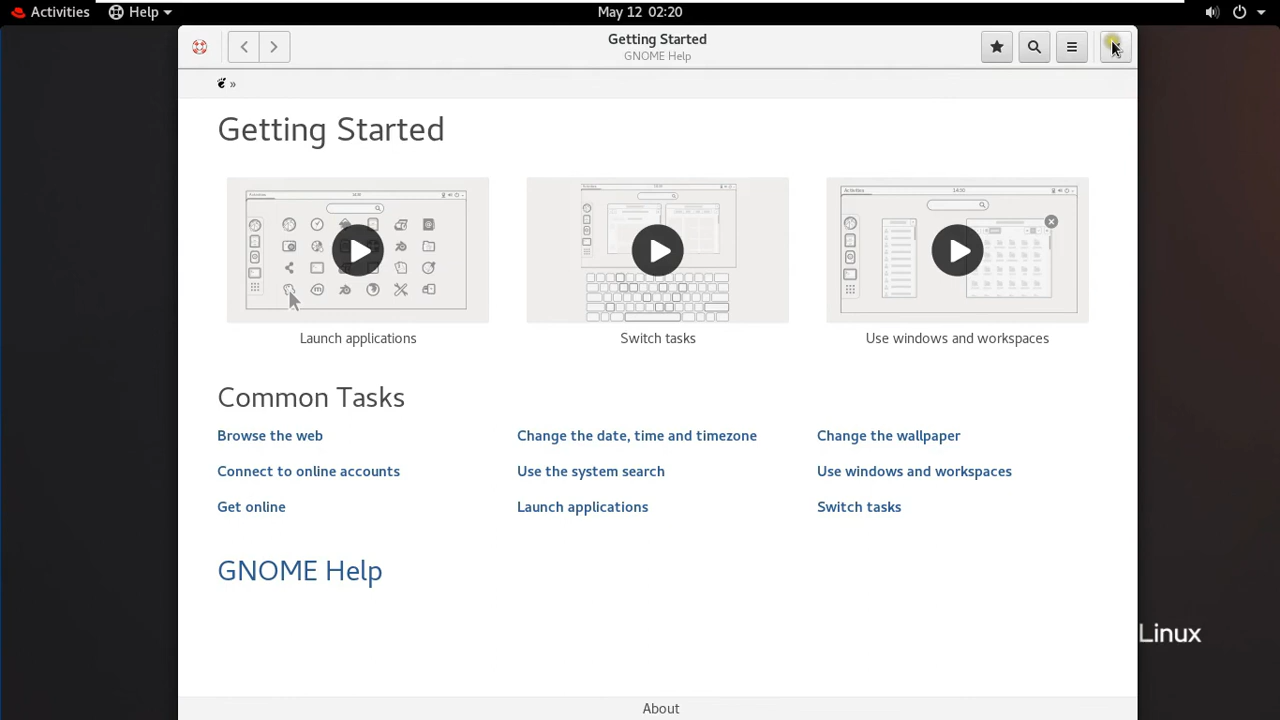 Activities Help May 12 02:20
Getting Started
GNOME Help
»
Getting Started
Launch applications
Switch tasks
Use windows and workspaces
Common Tasks
Browse the web
Change the date, time and timezone
Change the wallpaper
Connect to online accounts
Use the system search
Use windows and workspaces
Get online
Launch applications
Switch tasks
GNOME Help
Linux
About